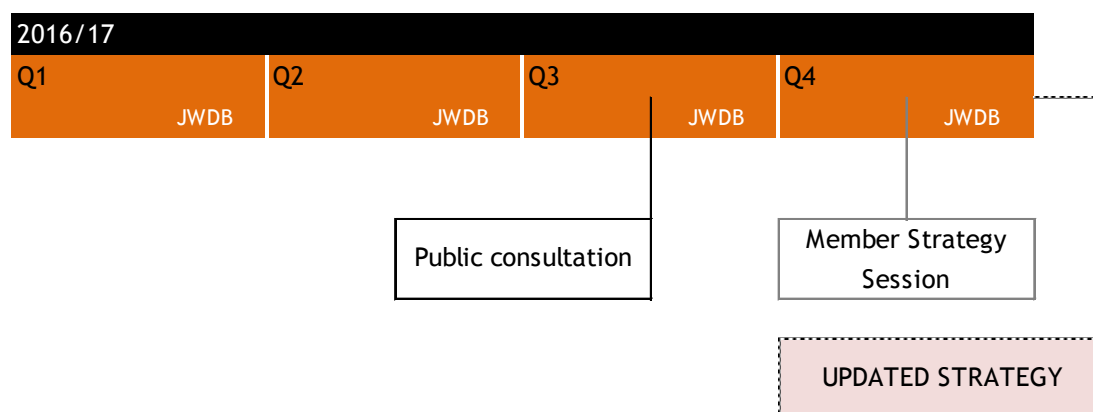 2016/17
Q1 Q2 Q3 Q4
JWDB JWDB JWDB JWDB
Public consultation
Member Strategy
Session
UPDATED STRATEGY